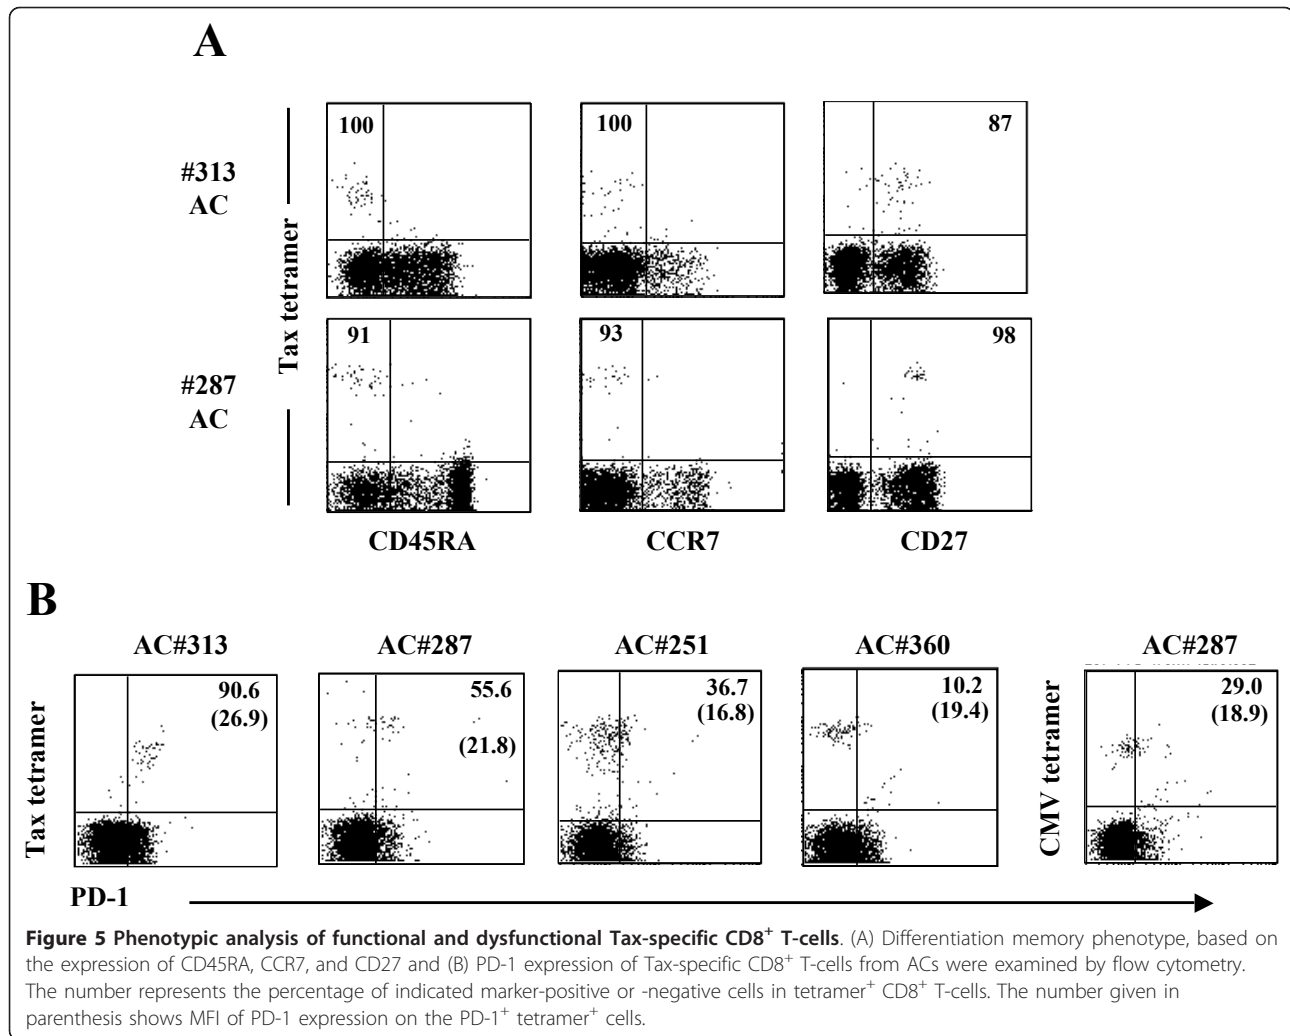 A
100
100
87
#313
AC
Tax tetramer
91
93
98
#287
AC
CD45RA
CCR7
CD27
B
AC#313
AC#287
AC#251
AC#360
AC#287
Tax tetramer
90.6
(26.9)
55.6
(21.8)
36.7
(16.8)
10.2
(19.4)
CMV tetramer
29.0
(18.9)
PD-1
Figure 5 Phenotypic analysis of functional and dysfunctional Tax-specific CD8⁺ T-cells. (A) Differentiation memory phenotype, based on
the expression of CD45RA, CCR7, and CD27 and (B) PD-1 expression of Tax-specific CD8⁺ T-cells from ACs were examined by flow cytometry.
The number represents the percentage of indicated marker-positive or -negative cells in tetramer⁺ CD8⁺ T-cells. The number given in
parenthesis shows MFI of PD-1 expression on the PD-1⁺ tetramer⁺ cells.